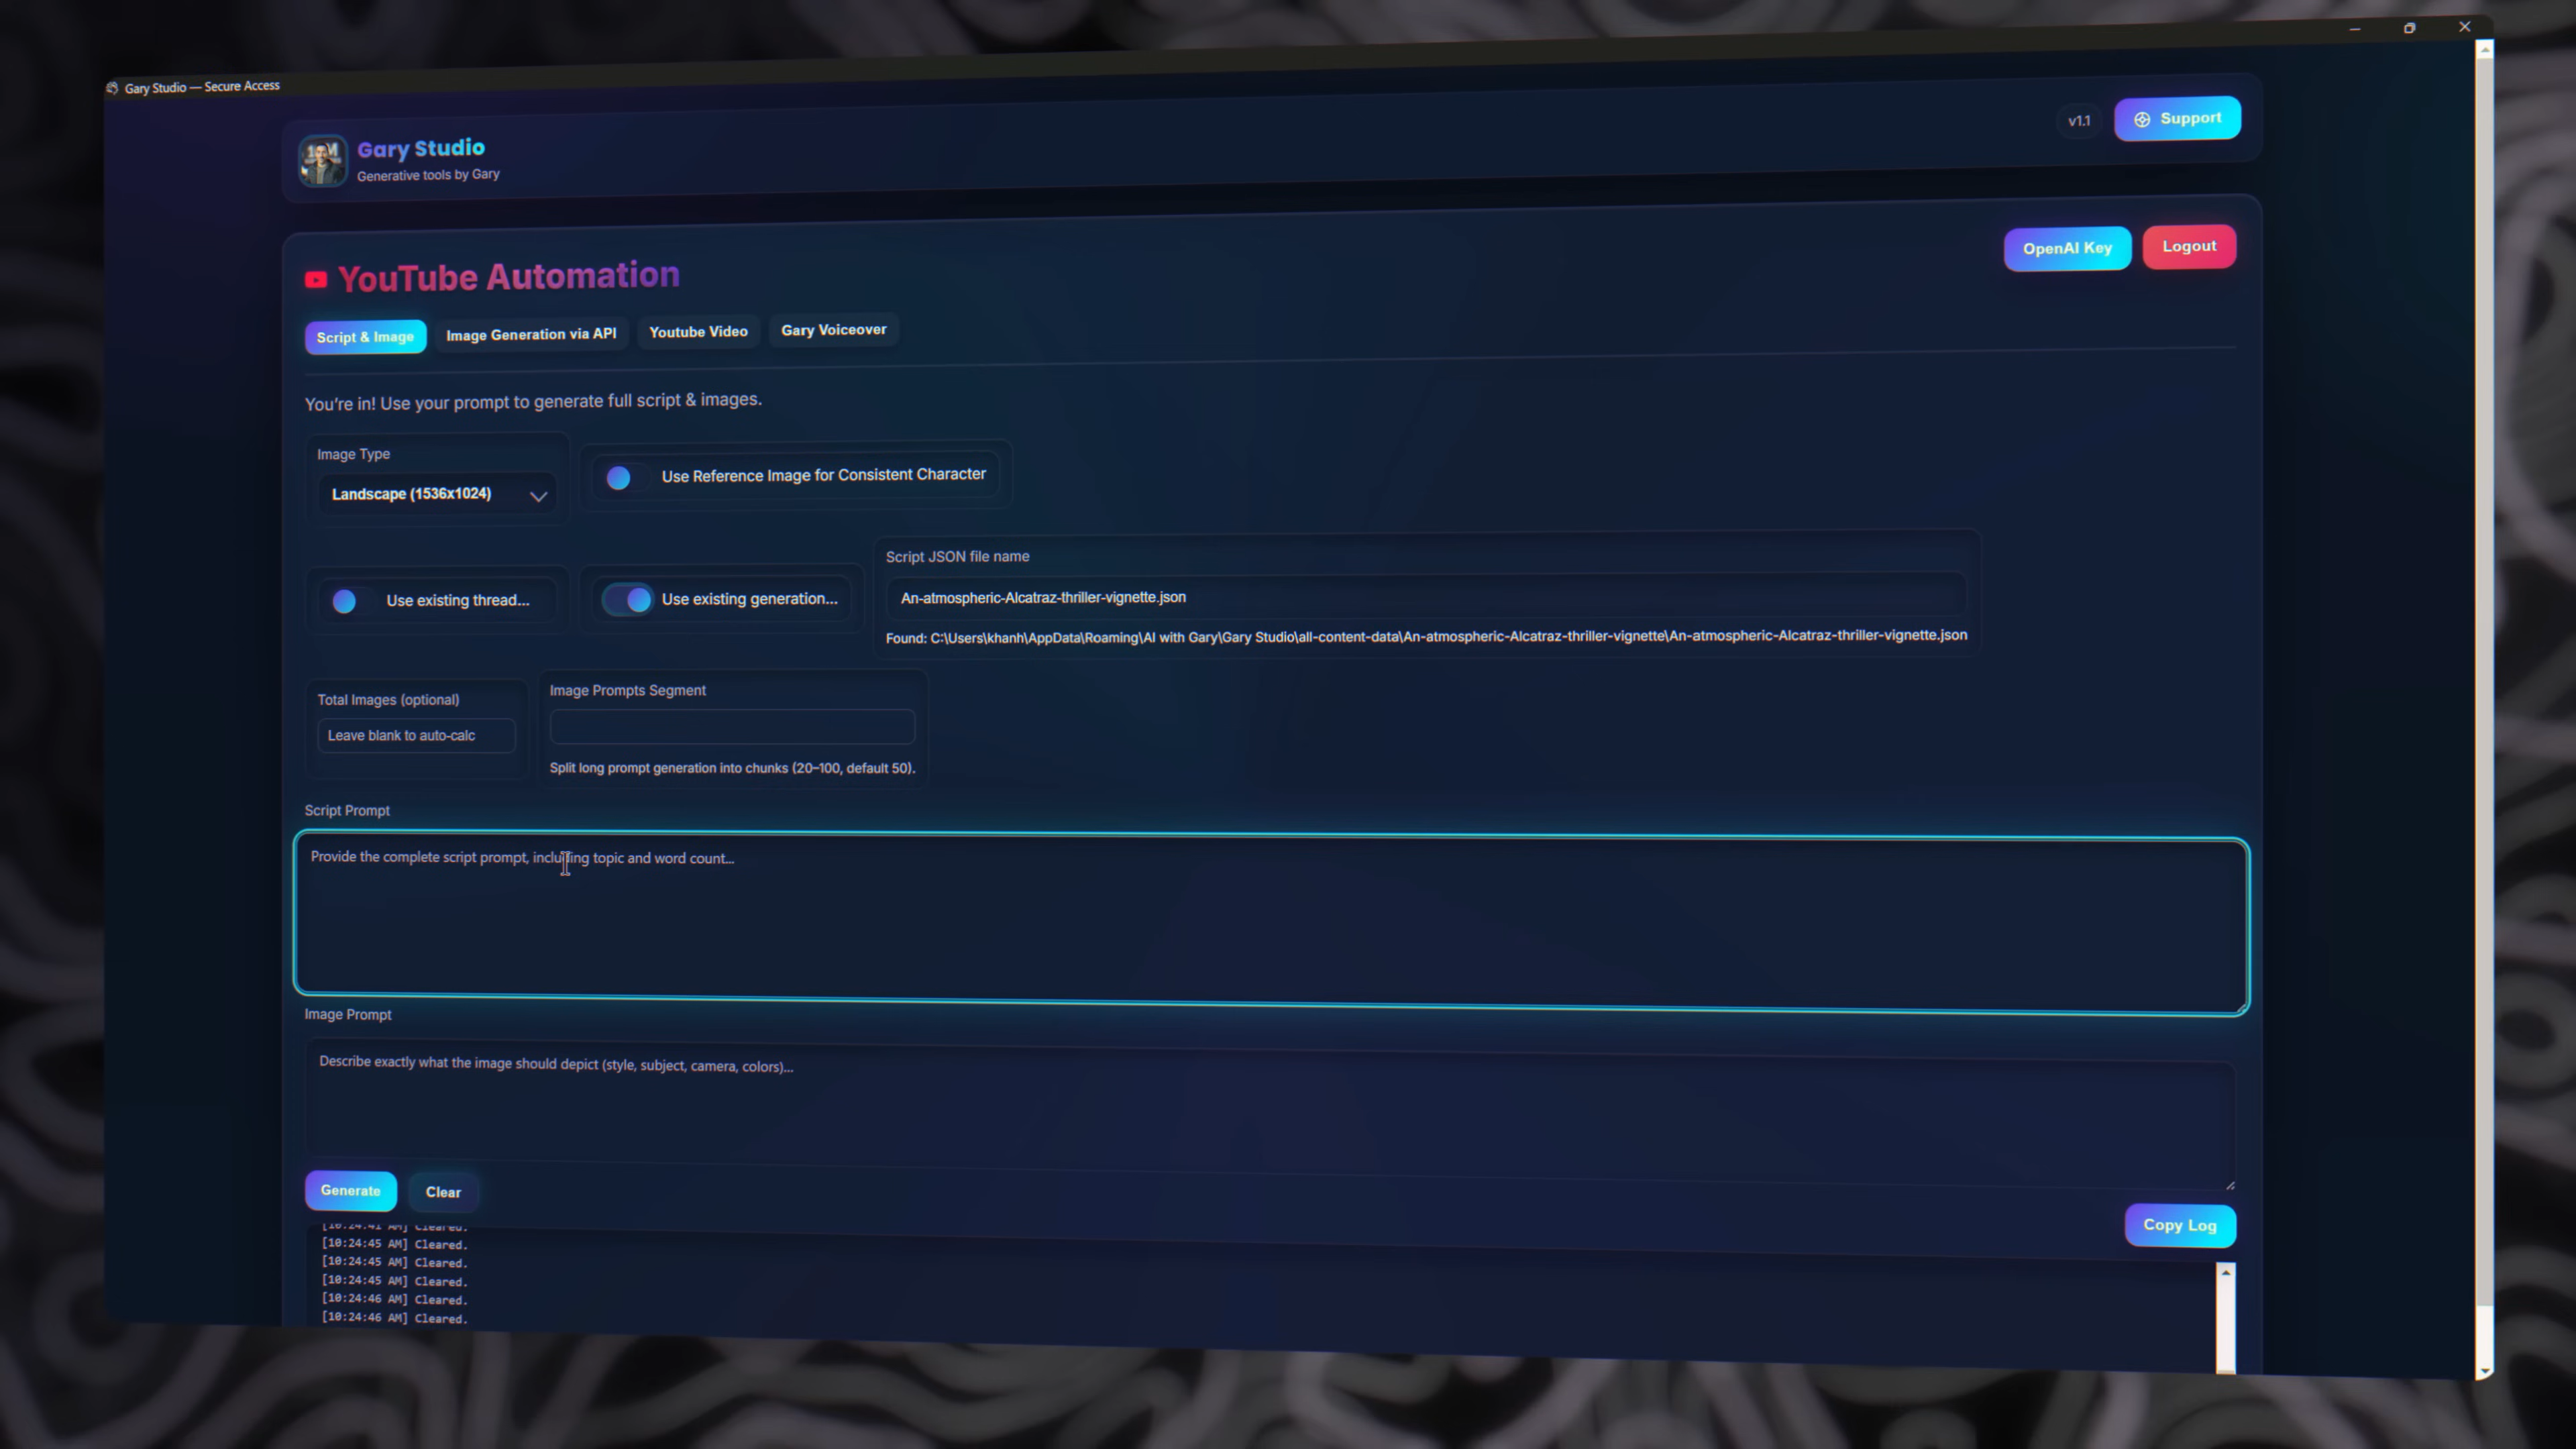 Gary Studio — Secure Access
Gary Studio
Generative tools by Gary
v1.1
Support
YouTube Automation
OpenAI Key
Logout
Script & Image
Image Generation via API
Youtube Video
Gary Voiceover
You're in! Use your prompt to generate full script & images.
Image Type
Landscape (1536x1024)
Use Reference Image for Consistent Character
Use existing thread...
Use existing generation...
Script JSON file name
An-atmospheric-Alcatraz-thriller-vignette.json
Found: C:\Users\khanh\AppData\Roaming\AI with Gary\Gary Studio\all-content-data\An-atmospheric-Alcatraz-thriller-vignette\An-atmospheric-Alcatraz-thriller-vignette.json
Total Images (optional)
Leave blank to auto-calc
Image Prompts Segment
Split long prompt generation into chunks (20–100, default 50).
Script Prompt
Provide the complete script prompt, including topic and word count...
Image Prompt
Describe exactly what the image should depict (style, subject, camera, colors)...
Generate
Clear
Copy Log
[10:24:41 AM] Cleared.
[10:24:45 AM] Cleared.
[10:24:45 AM] Cleared.
[10:24:45 AM] Cleared.
[10:24:46 AM] Cleared.
[10:24:46 AM] Cleared.